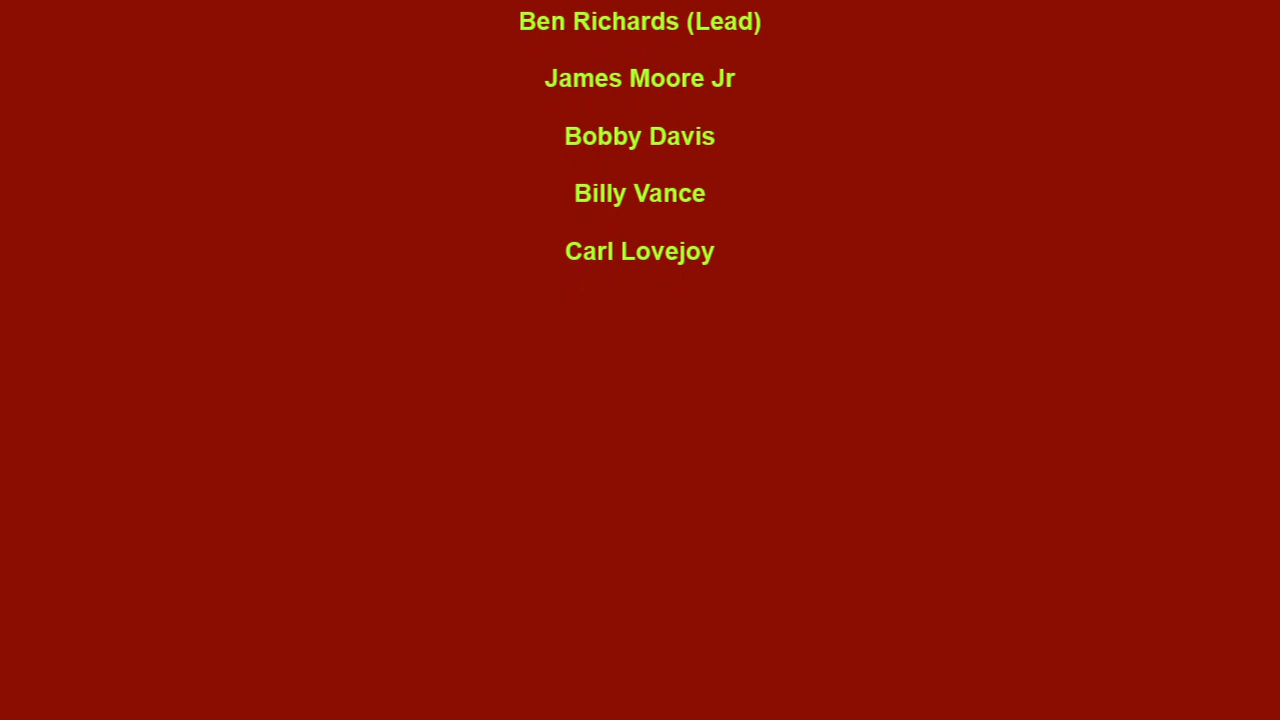 Ben Richards (Lead)
James Moore Jr
Bobby Davis
Billy Vance
Carl Lovejoy